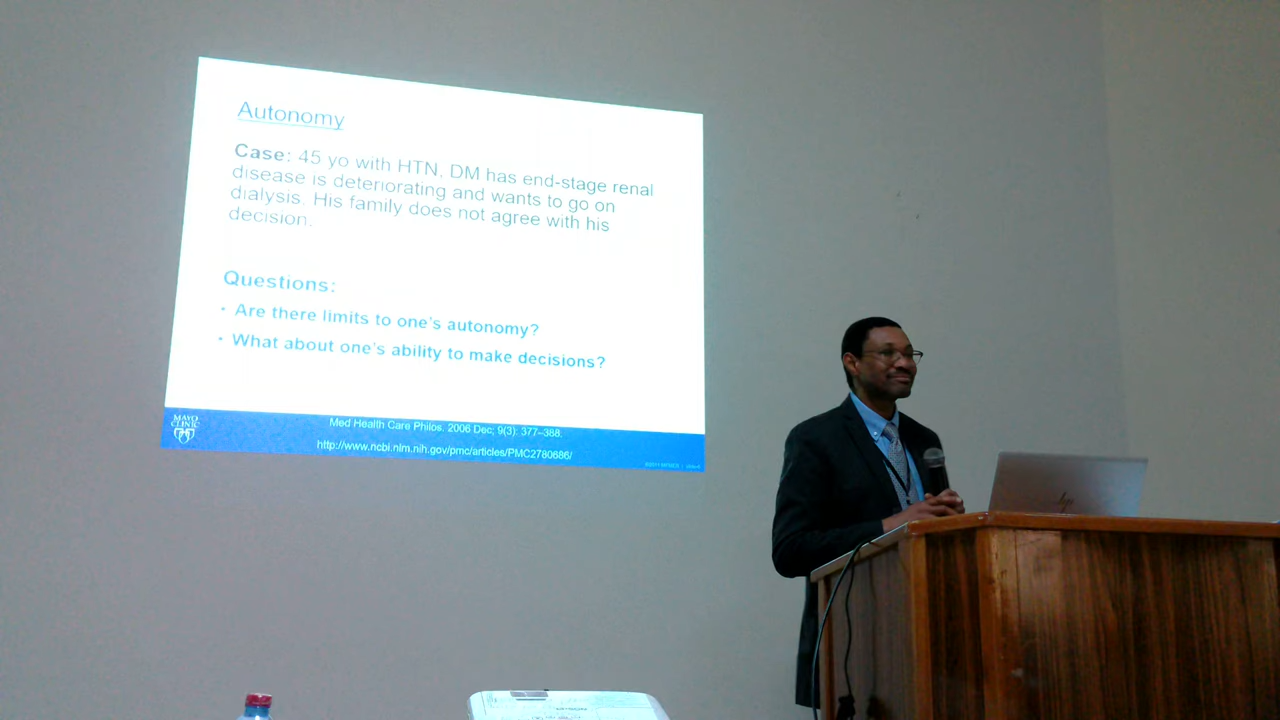 Autonomy
Case: 45 yo with HTN, DM has end-stage renal
disease is deteriorating and wants to go on
dialysis. His family does not agree with his
decision.
Questions:
• Are there limits to one's autonomy?
• What about one's ability to make decisions?
MAYO
CLINIC
Med Health Care Philos. 2006 Dec; 9(3): 377–388.
http://www.ncbi.nlm.nih.gov/pmc/articles/PMC2780686/
hp